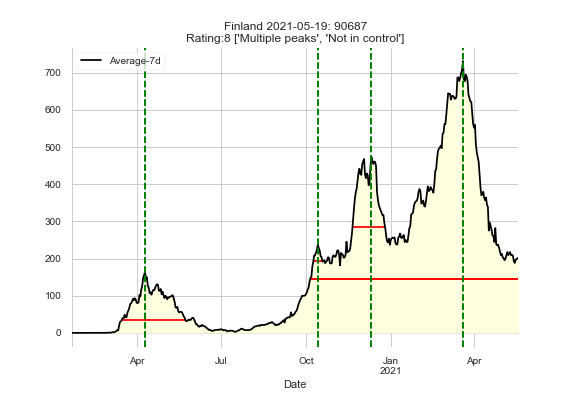 Finland 2021-05-19: 90687
Rating:8 ['Multiple peaks', 'Not in control']
Average-7d
700
600
500
400
300
200
100
0
Apr
Jul
Oct
Jan
2021
Apr
Date